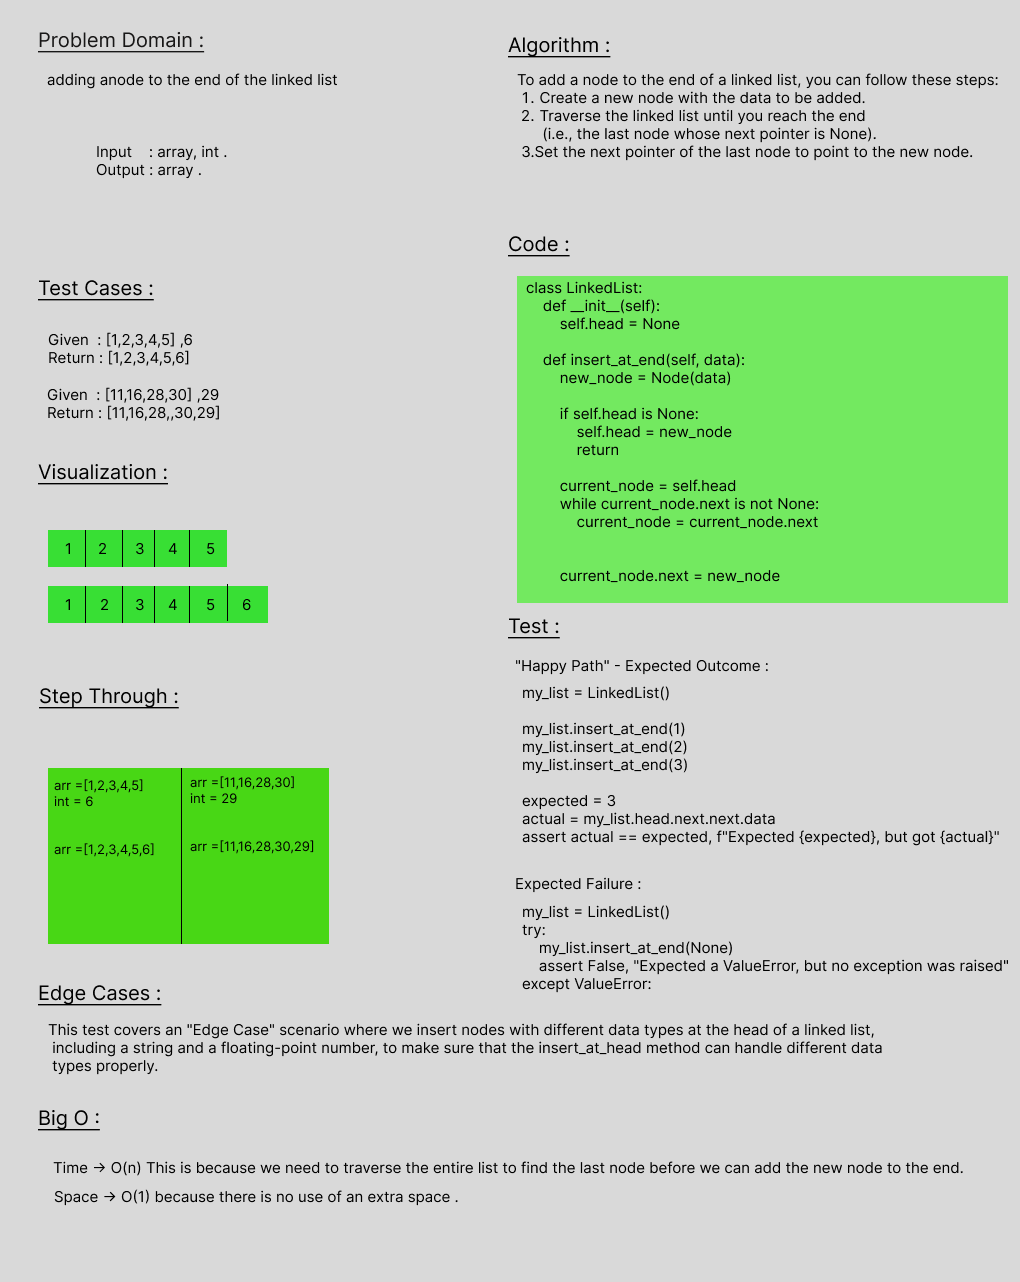 Problem Domain :
adding anode to the end of the linked list
Input    : array, int .
Output : array .
Test Cases :
Given  : [1,2,3,4,5] ,6
Return : [1,2,3,4,5,6]
Given  : [11,16,28,30] ,29
Return : [11,16,28,,30,29]
Visualization :
1 2 3 4 5
1 2 3 4 5 6
Step Through :
arr =[1,2,3,4,5]
int = 6
arr =[1,2,3,4,5,6]
arr =[11,16,28,30]
int = 29
arr =[11,16,28,30,29]
Algorithm :
To add a node to the end of a linked list, you can follow these steps:
1. Create a new node with the data to be added.
2. Traverse the linked list until you reach the end
(i.e., the last node whose next pointer is None).
3.Set the next pointer of the last node to point to the new node.
Code :
class LinkedList:
    def __init__(self):
        self.head = None
    def insert_at_end(self, data):
        new_node = Node(data)
        if self.head is None:
            self.head = new_node
            return
        current_node = self.head
        while current_node.next is not None:
            current_node = current_node.next
        current_node.next = new_node
Test :
"Happy Path" - Expected Outcome :
my_list = LinkedList()
my_list.insert_at_end(1)
my_list.insert_at_end(2)
my_list.insert_at_end(3)
expected = 3
actual = my_list.head.next.next.data
assert actual == expected, f"Expected {expected}, but got {actual}"
Expected Failure :
my_list = LinkedList()
try:
    my_list.insert_at_end(None)
    assert False, "Expected a ValueError, but no exception was raised"
except ValueError:
Edge Cases :
This test covers an "Edge Case" scenario where we insert nodes with different data types at the head of a linked list,
including a string and a floating-point number, to make sure that the insert_at_head method can handle different data
types properly.
Big O :
Time → O(n) This is because we need to traverse the entire list to find the last node before we can add the new node to the end.
Space → O(1) because there is no use of an extra space .